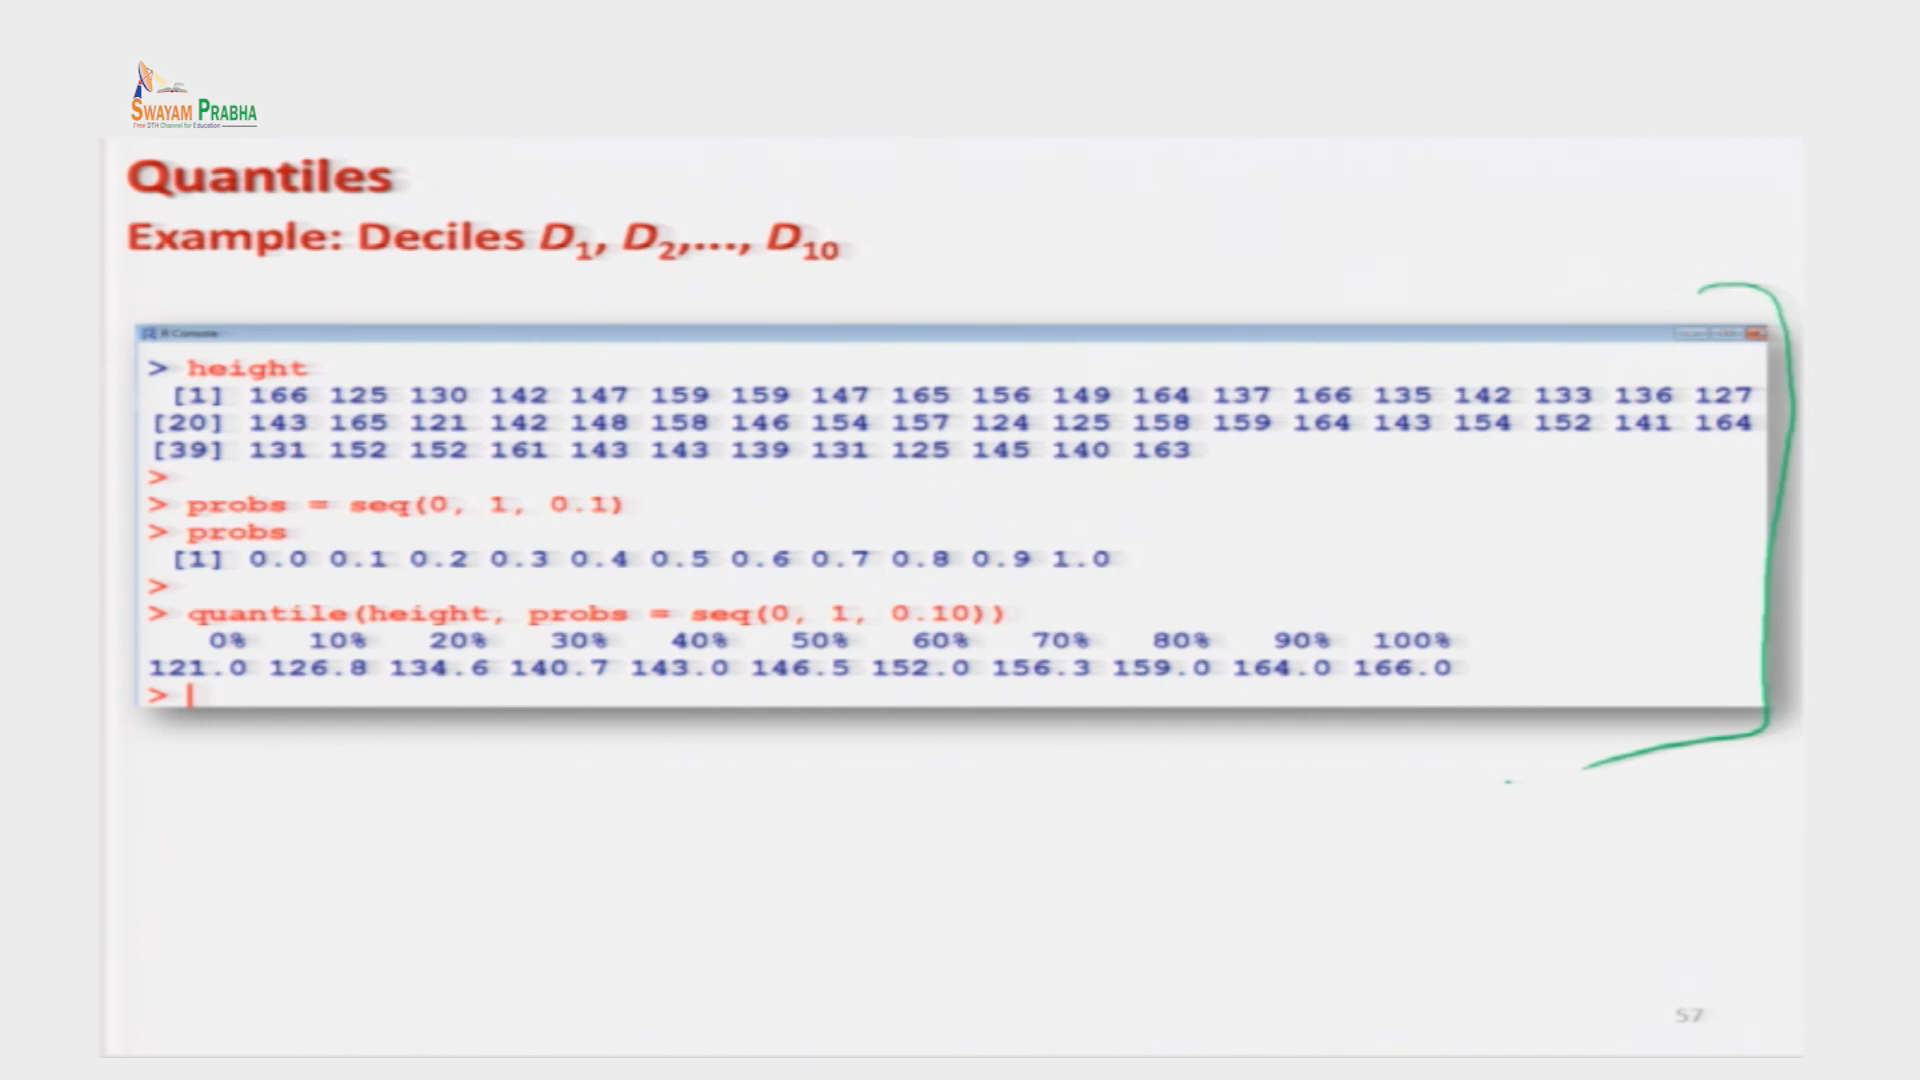 SWAYAM PRABHA
Free DTH Channel for Education
Quantiles
Example: Deciles D1, D2,..., D10
R Console
> height
[1] 166 125 130 142 147 159 159 147 165 156 149 164 137 166 135 142 133 136 127
[20] 143 165 121 142 148 158 146 154 157 124 125 158 159 164 143 154 152 141 164
[39] 131 152 152 161 143 143 139 131 125 145 140 163
>
> probs = seq(0, 1, 0.1)
> probs
[1] 0.0 0.1 0.2 0.3 0.4 0.5 0.6 0.7 0.8 0.9 1.0
>
> quantile(height, probs = seq(0, 1, 0.10))
0% 10% 20% 30% 40% 50% 60% 70% 80% 90% 100%
121.0 126.8 134.6 140.7 143.0 146.5 152.0 156.3 159.0 164.0 166.0
>
57